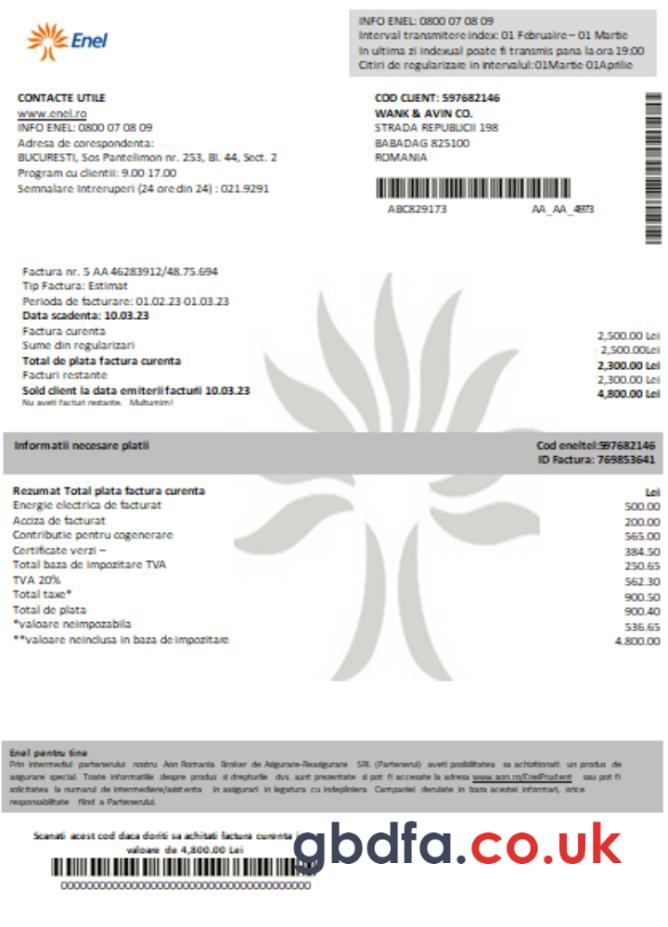 Enel
INFO ENEL: 0800 07 08 09
Interval transmitere index: 01 Februaire – 01 Martie
In ultima zi indexual poate fi transmis pana la ora 19:00
Citiri de regularizare in intervalul:01Martie 01Aprilie
CONTACTE UTILE
www.enel.ro
INFO ENEL: 0800 07 08 09
Adresa de corespondenta:
BUCURESTI, Sos Pantelimon nr. 253, Bl. 44, Sect. 2
Program cu clientii: 9.00-17.00
Semnalare Intreruperi (24 ore din 24) : 021.9291
COD CLIENT: 597682146
WANK & AVIN CO.
STRADA REPUBLICII 198
BABADAG 825100
ROMANIA
ABC829173 AA_AA_4973
Factura nr. 5 AA 46283912/48.75.694
Tip Factura: Estimat
Perioda de facturare: 01.02.23 01.03.23
Data scadenta: 10.03.23
Factura curenta 2,500.00 Lei
Sume din regularizari - 2,500.00Lei
Total de plata factura curenta 2,300.00 Lei
Facturi restante 2,300.00 Lei
Sold client la data emiterii facturii 10.03.23 4,800.00 Lei
Nu aveti facturi restante. Multumim!
Informatii necesare platii Cod eneltel:597682146
ID Factura: 769853641
Rezumat Total plata factura curenta Lei
Energie electrica de facturat 500.00
Acciza de facturat 200.00
Contributie pentru cogenerare 565.00
Certificate verzi – 384.50
Total baza de impozitare TVA 250.65
TVA 20% 562.30
Total taxe* 900.50
Total de plata 900.40
*valoare neimpozabila 536.65
**valoare neinclusa in baza de impozitare 4.800.00
Enel pentru tine
Prin intermediul partenerului nostru Aon Romania Broker de Asigurare-Reasigurare SRL (Partenerul) aveti posibilitatea sa achizitionati un produs de
asigurare special. Toate informatiile despre produs si drepturile dvs. sunt prezentate si pot fi accesate la adresa www.aon.ro/EnelPrudent sau pot fi
solicitate la numarul de intermediere/asistenta in asigurari in legatura cu indeplinirea Campaniei derulate in baza acestei informari, orice
responsabilitate fiind a Partenerului.
Scanati acest cod daca doriti sa achitati factura curenta
valoare de 4,800.00 Lei
gbdfa.co.uk